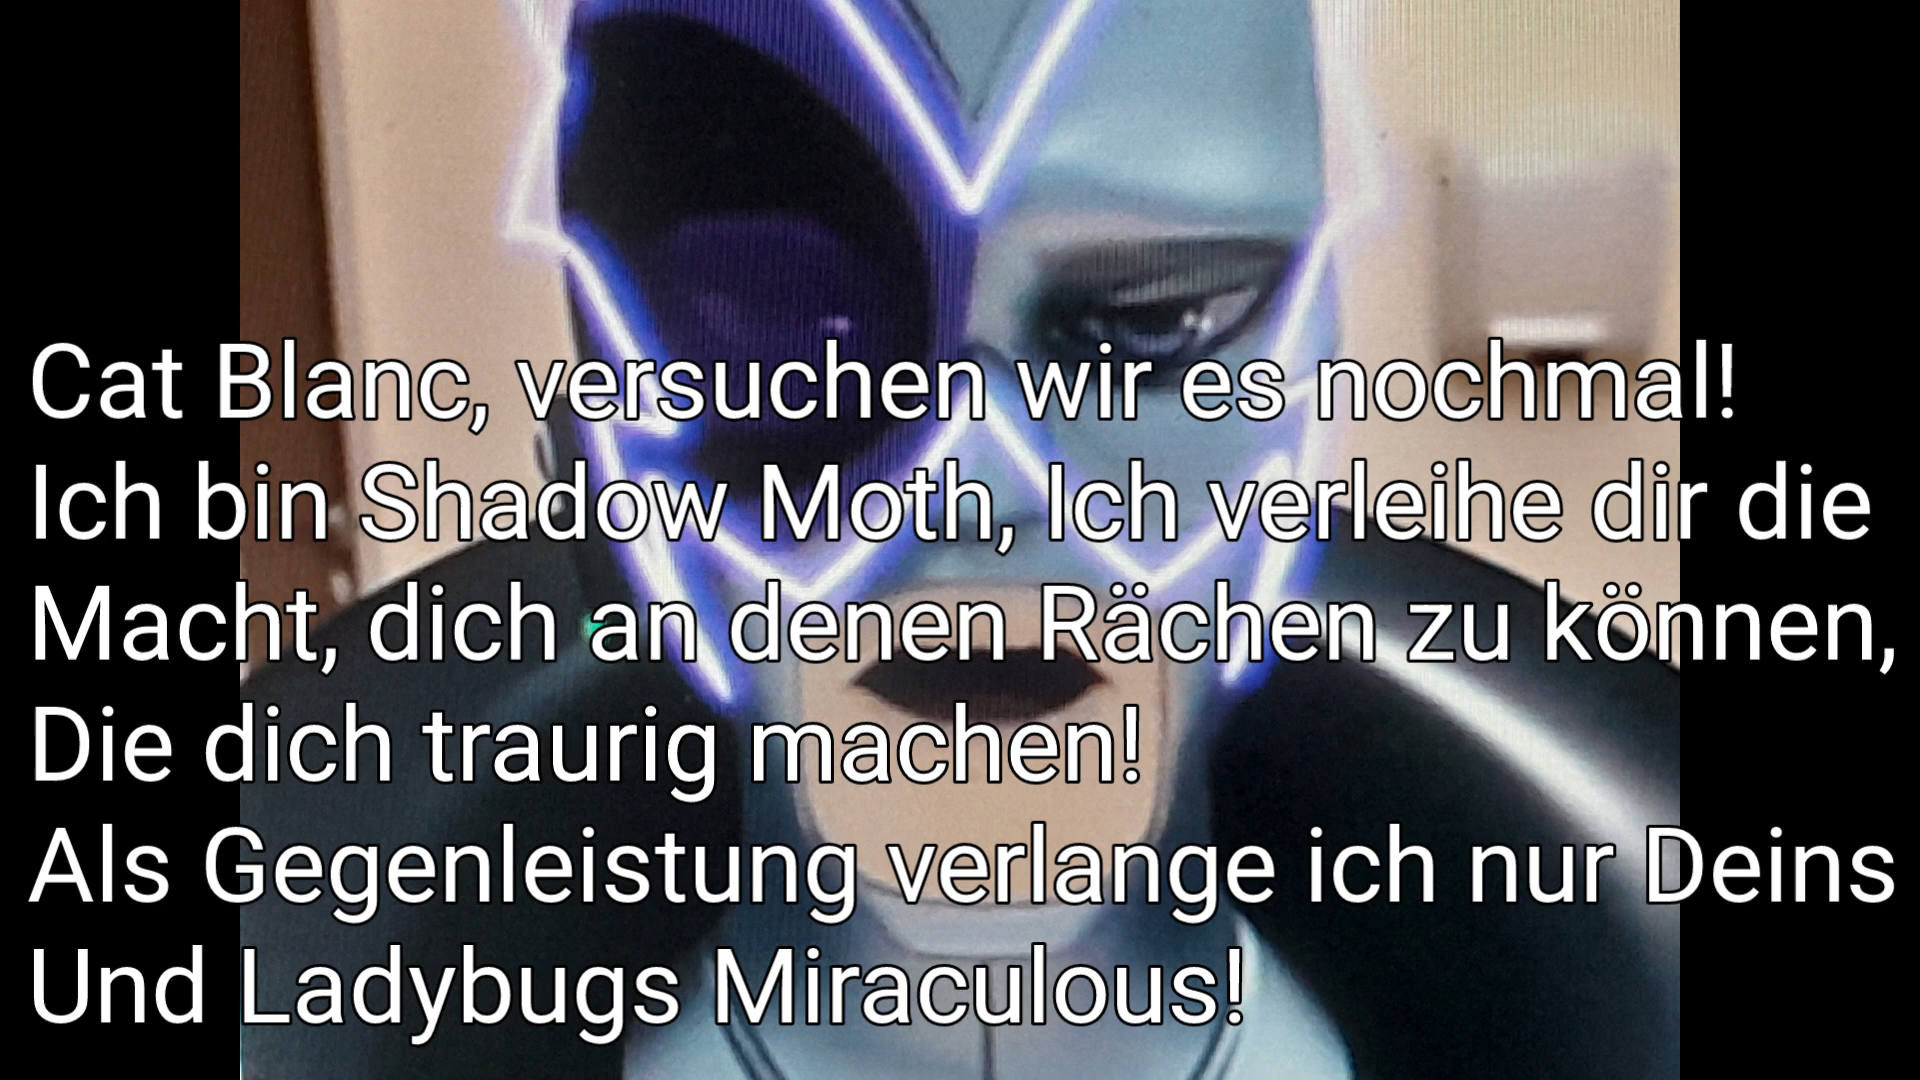 Cat Blanc, versuchen wir es nochmal!
Ich bin Shadow Moth, Ich verleihe dir die
Macht, dich an denen Rächen zu können,
Die dich traurig machen!
Als Gegenleistung verlange ich nur Deins
Und Ladybugs Miraculous!